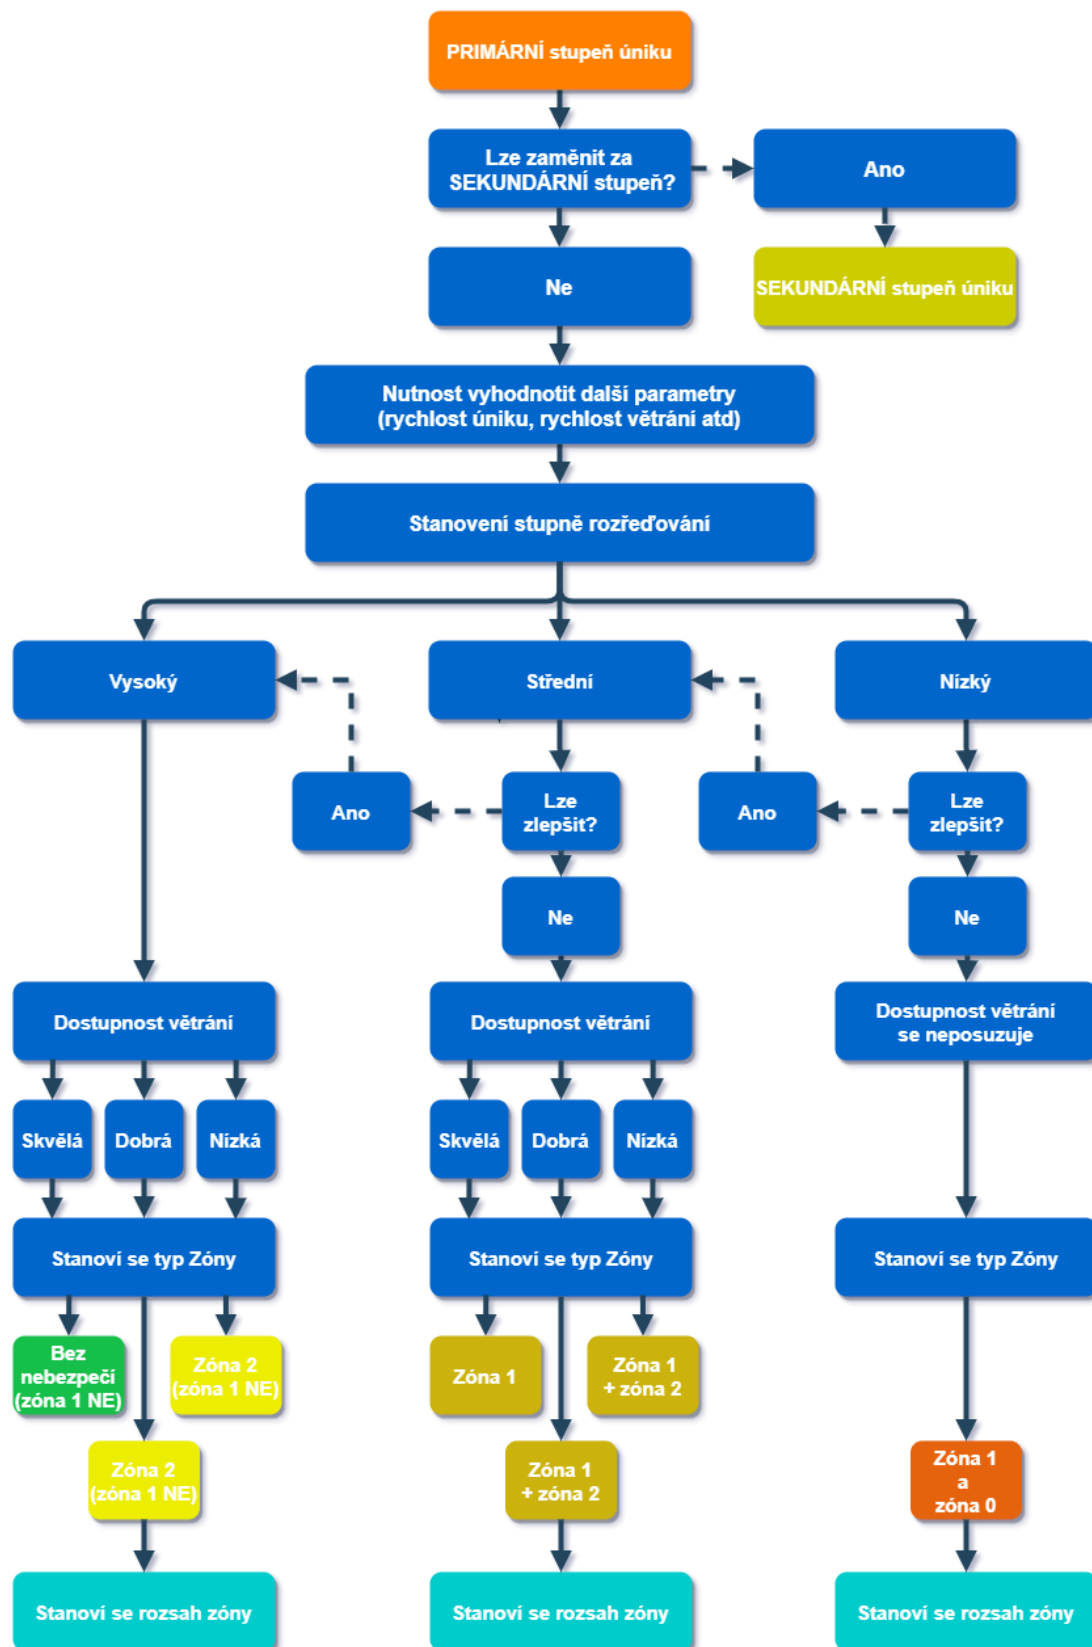 PRIMÁRNÍ stupeň úniku
Lze zaměnit za
SEKUNDÁRNÍ stupeň?
Ano
Ne
SEKUNDÁRNÍ stupeň úniku
Nutnost vyhodnotit další parametry
(rychlost úniku, rychlost větrání atd)
Stanovení stupně rozřeďování
Vysoký
Střední
Nízký
Ano
Lze
zlepšit?
Ano
Lze
zlepšit?
Ne
Ne
Dostupnost větrání
Dostupnost větrání
Dostupnost větrání
se neposuzuje
Skvělá
Dobrá
Nízká
Skvělá
Dobrá
Nízká
Stanoví se typ Zóny
Stanoví se typ Zóny
Stanoví se typ Zóny
Bez
nebezpečí
(zóna 1 NE)
Zóna 2
(zóna 1 NE)
Zóna 1
Zóna 1
+ zóna 2
Zóna 2
(zóna 1 NE)
Zóna 1
+ zóna 2
Zóna 1
a
zóna 0
Stanoví se rozsah zóny
Stanoví se rozsah zóny
Stanoví se rozsah zóny